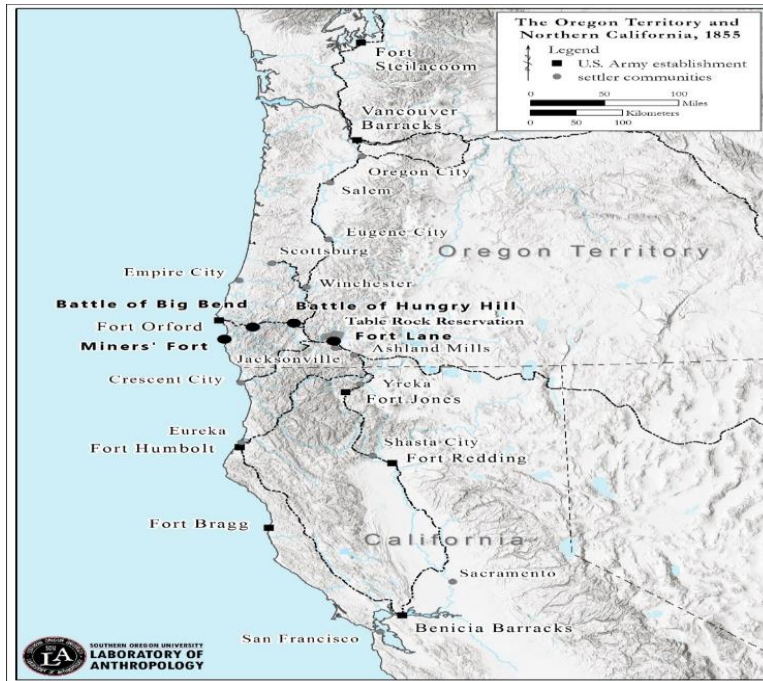 The Oregon Territory and
Northern California, 1855
Legend
U.S. Army establishment
settler communities
0 50 100
Miles
Kilometers
0 50 100
Fort
Steilacoom
Vancouver
Barracks
Oregon City
Salem
Eugene City
Oregon Territory
Scottsburg
Empire City
Winchester
Battle of Big Bend
Battle of Hungry Hill
Fort Orford
Table Rock Reservation
Miners' Fort
Fort Lane
Ashland Mills
Jacksonville
Crescent City
Yreka
Fort Jones
Eureka
Fort Humbolt
Shasta City
Fort Redding
Fort Bragg
California
Sacramento
San Francisco
Benicia Barracks
SOU
LA
SOUTHERN OREGON UNIVERSITY
LABORATORY OF
ANTHROPOLOGY